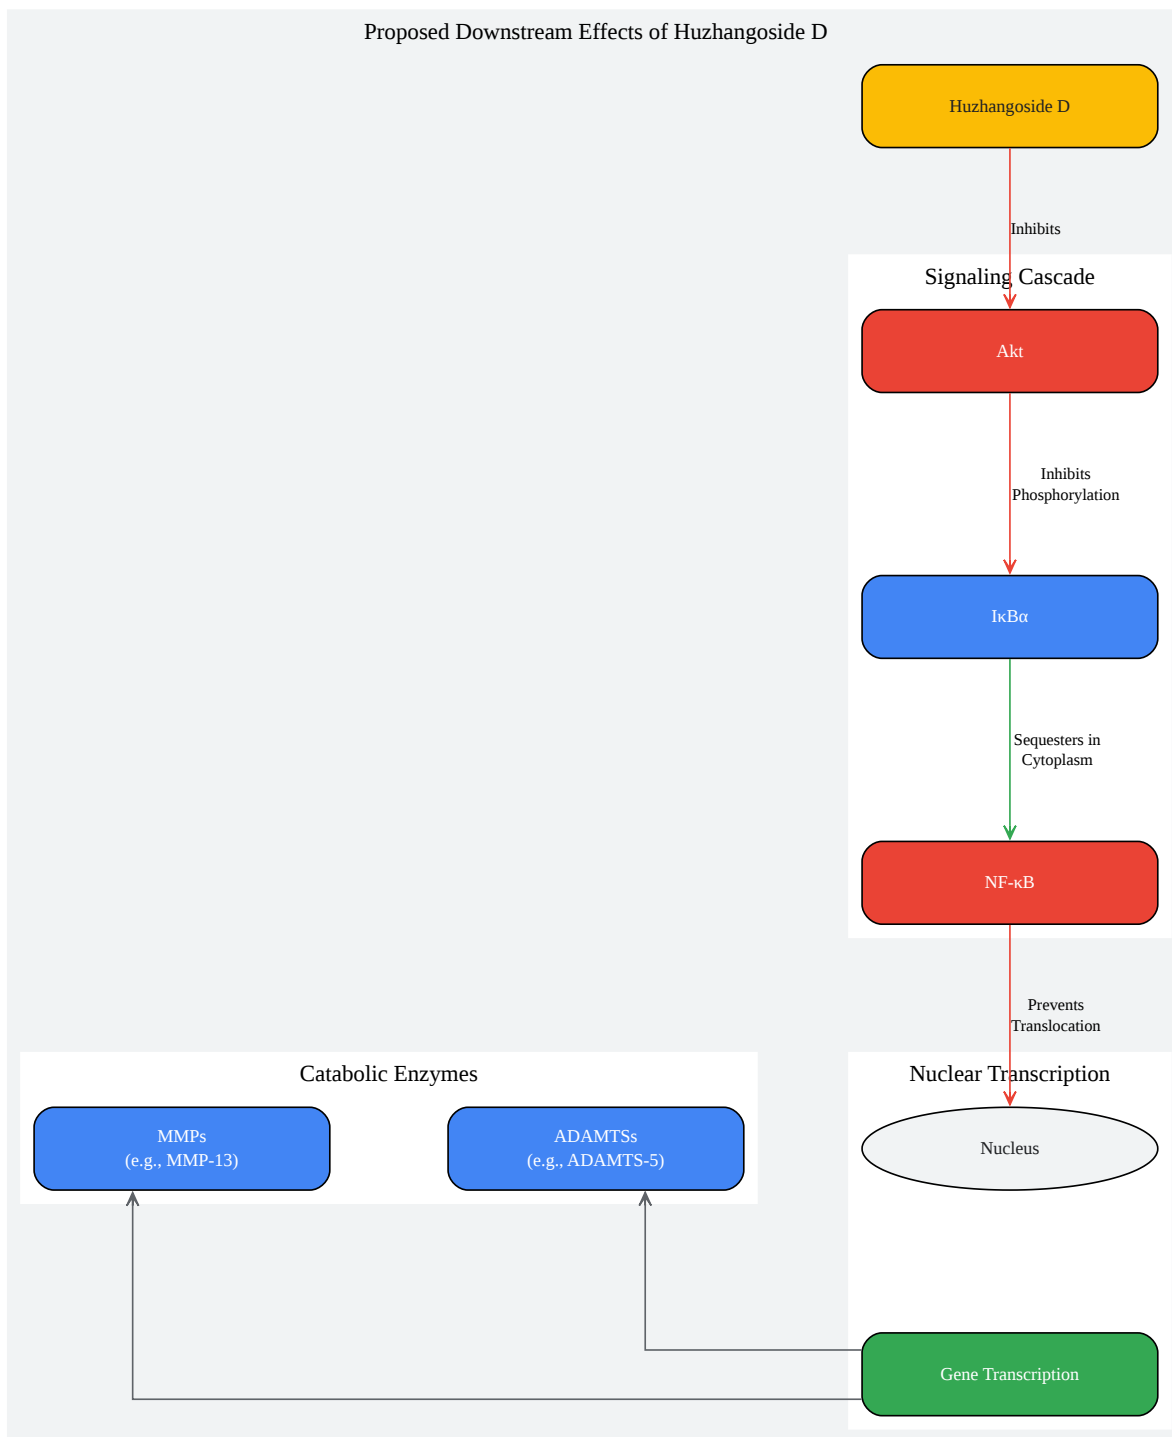 Proposed Downstream Effects of Huzhangoside D
Huzhangoside D
Inhibits
Signaling Cascade
Akt
Inhibits
Phosphorylation
IκBα
Sequesters in
Cytoplasm
NF-κB
Prevents
Translocation
Catabolic Enzymes
MMPs
(e.g., MMP-13)
ADAMTSs
(e.g., ADAMTS-5)
Nuclear Transcription
Nucleus
Gene Transcription